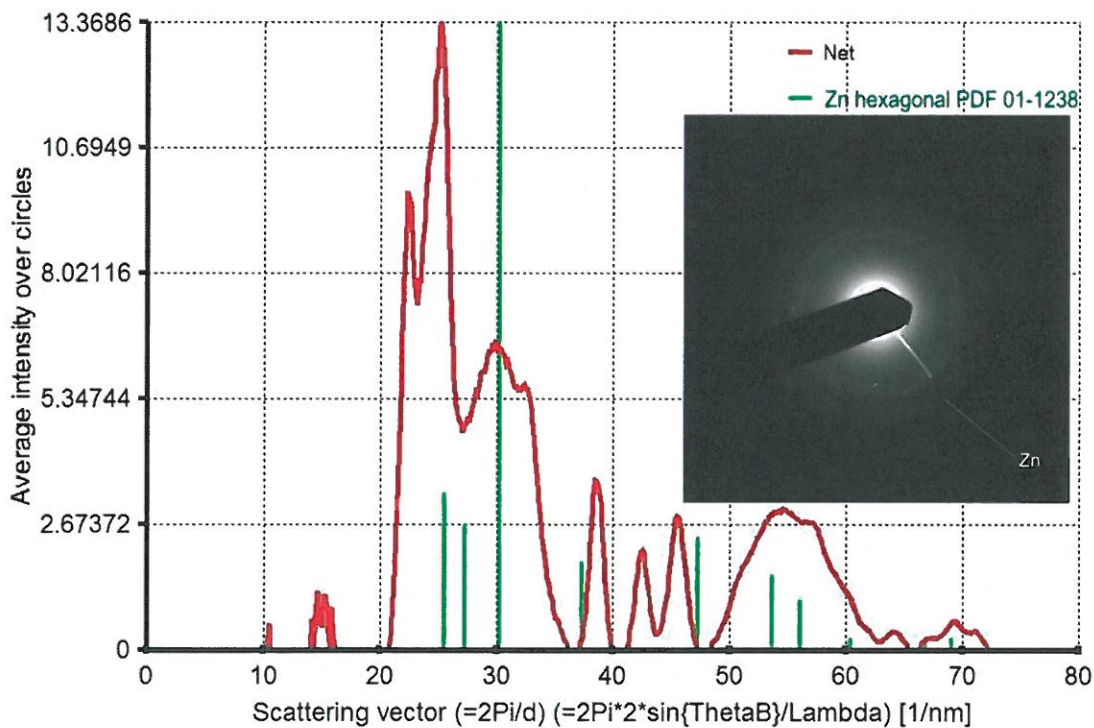 13.3686
10.6949
8.02116
5.34744
2.67372
0
Average intensity over circles
Net
Zn hexagonal PDF 01-1238
Zn
0 10 20 30 40 50 60 70 80
Scattering vector (=2Pi/d) (=2Pi*2*sin{ThetaB}/Lambda) [1/nm]